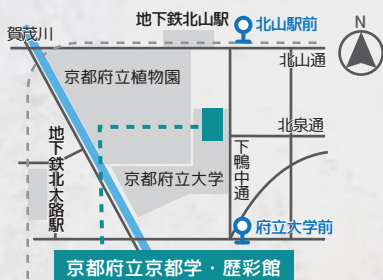 地下鉄北山駅
北山駅前
N
賀茂川
北山通
京都府立植物園
北泉通
地下鉄北大路駅
下鴨中通
京都府立大学
府立大学前
京都府立京都学・歴彩館